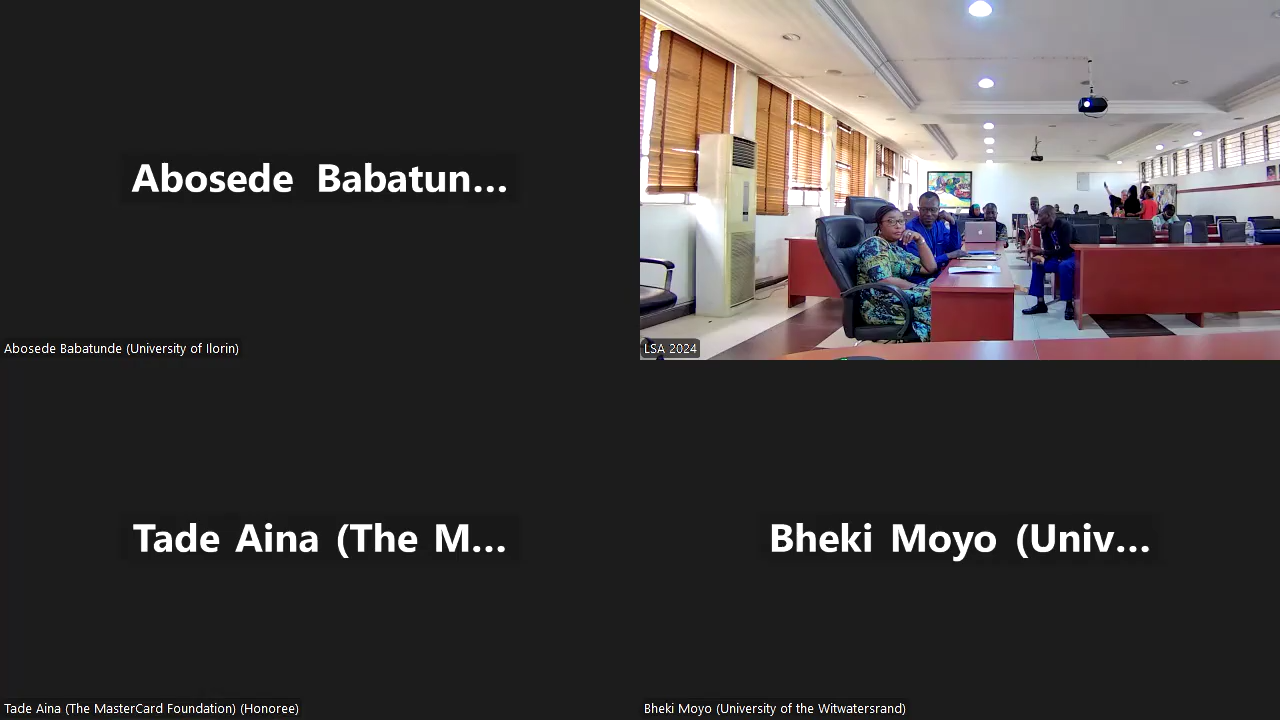 Abosede Babatun...
Abosede Babatunde (University of Ilorin)
LSA 2024
Tade Aina (The M...
Tade Aina (The MasterCard Foundation) (Honoree)
Bheki Moyo (Univ...
Bheki Moyo (University of the Witwatersrand)